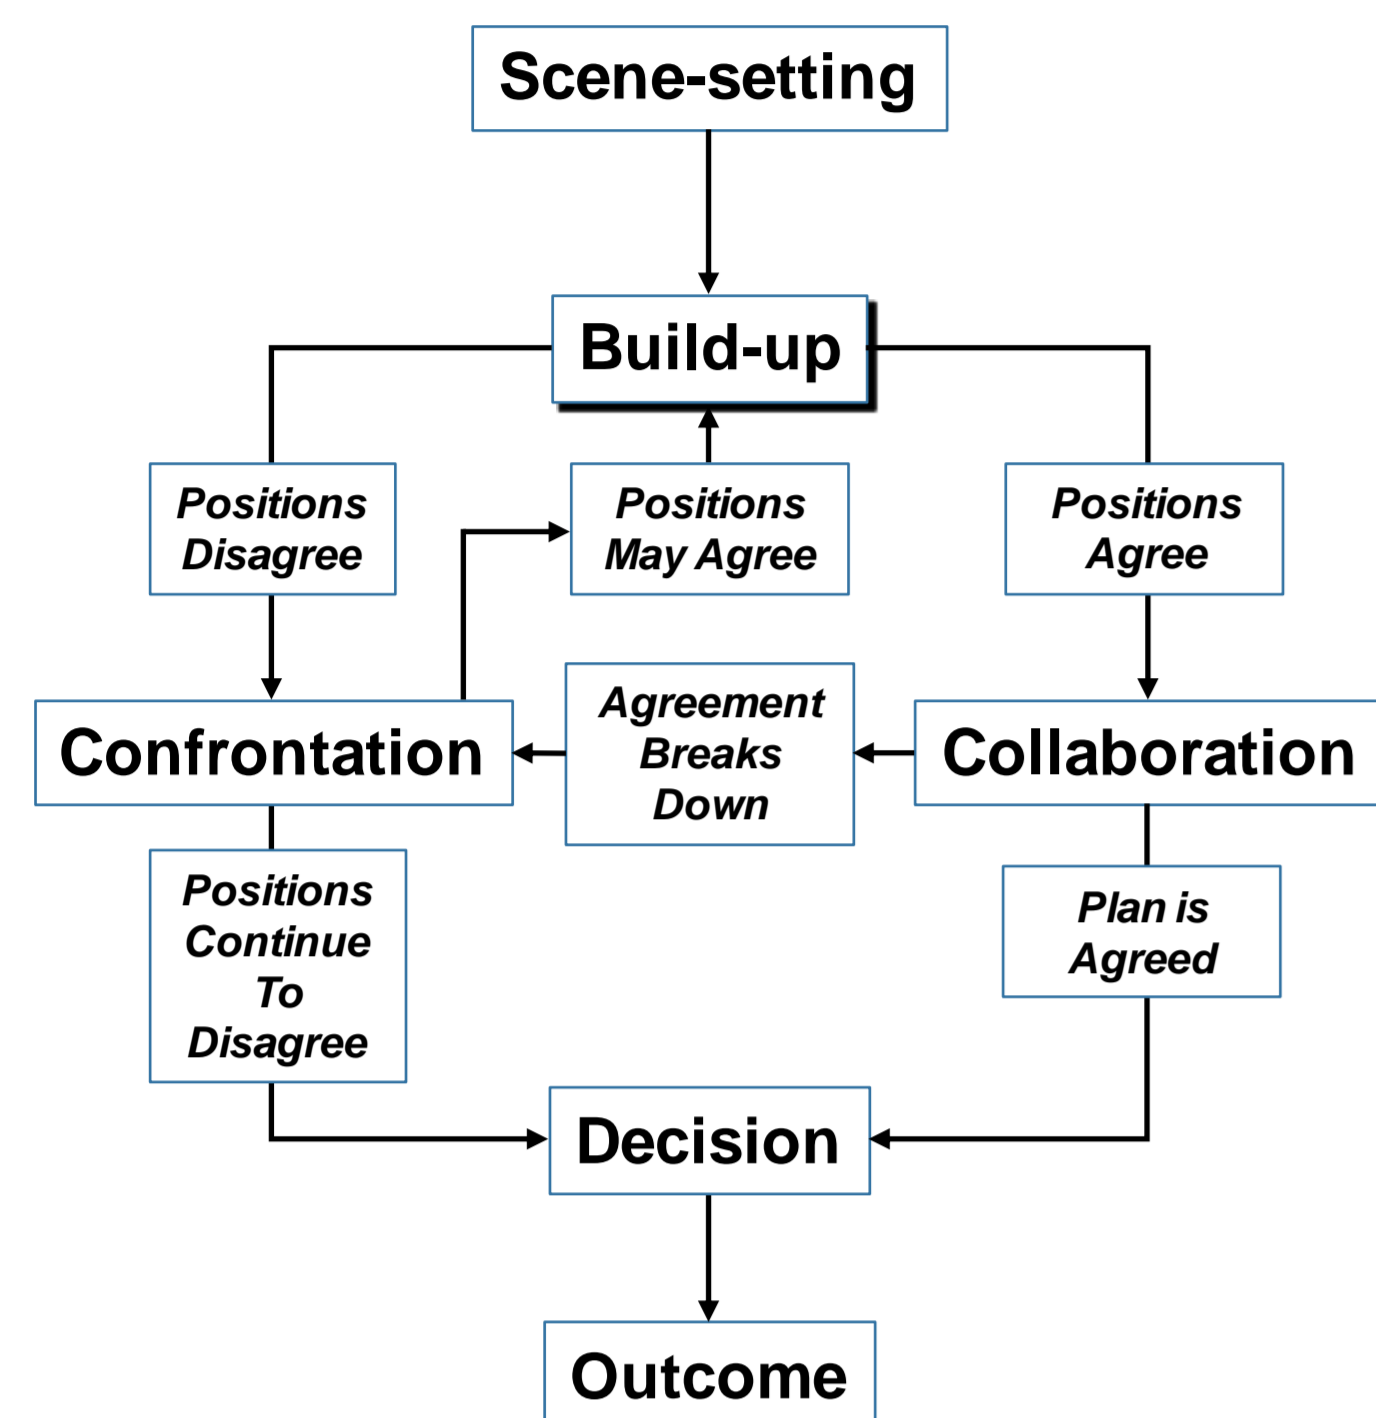 Scene-setting
Build-up
Positions
Disagree
Positions
May Agree
Positions
Agree
Confrontation
Agreement
Breaks
Down
Collaboration
Positions
Continue
To
Disagree
Plan is
Agreed
Decision
Outcome